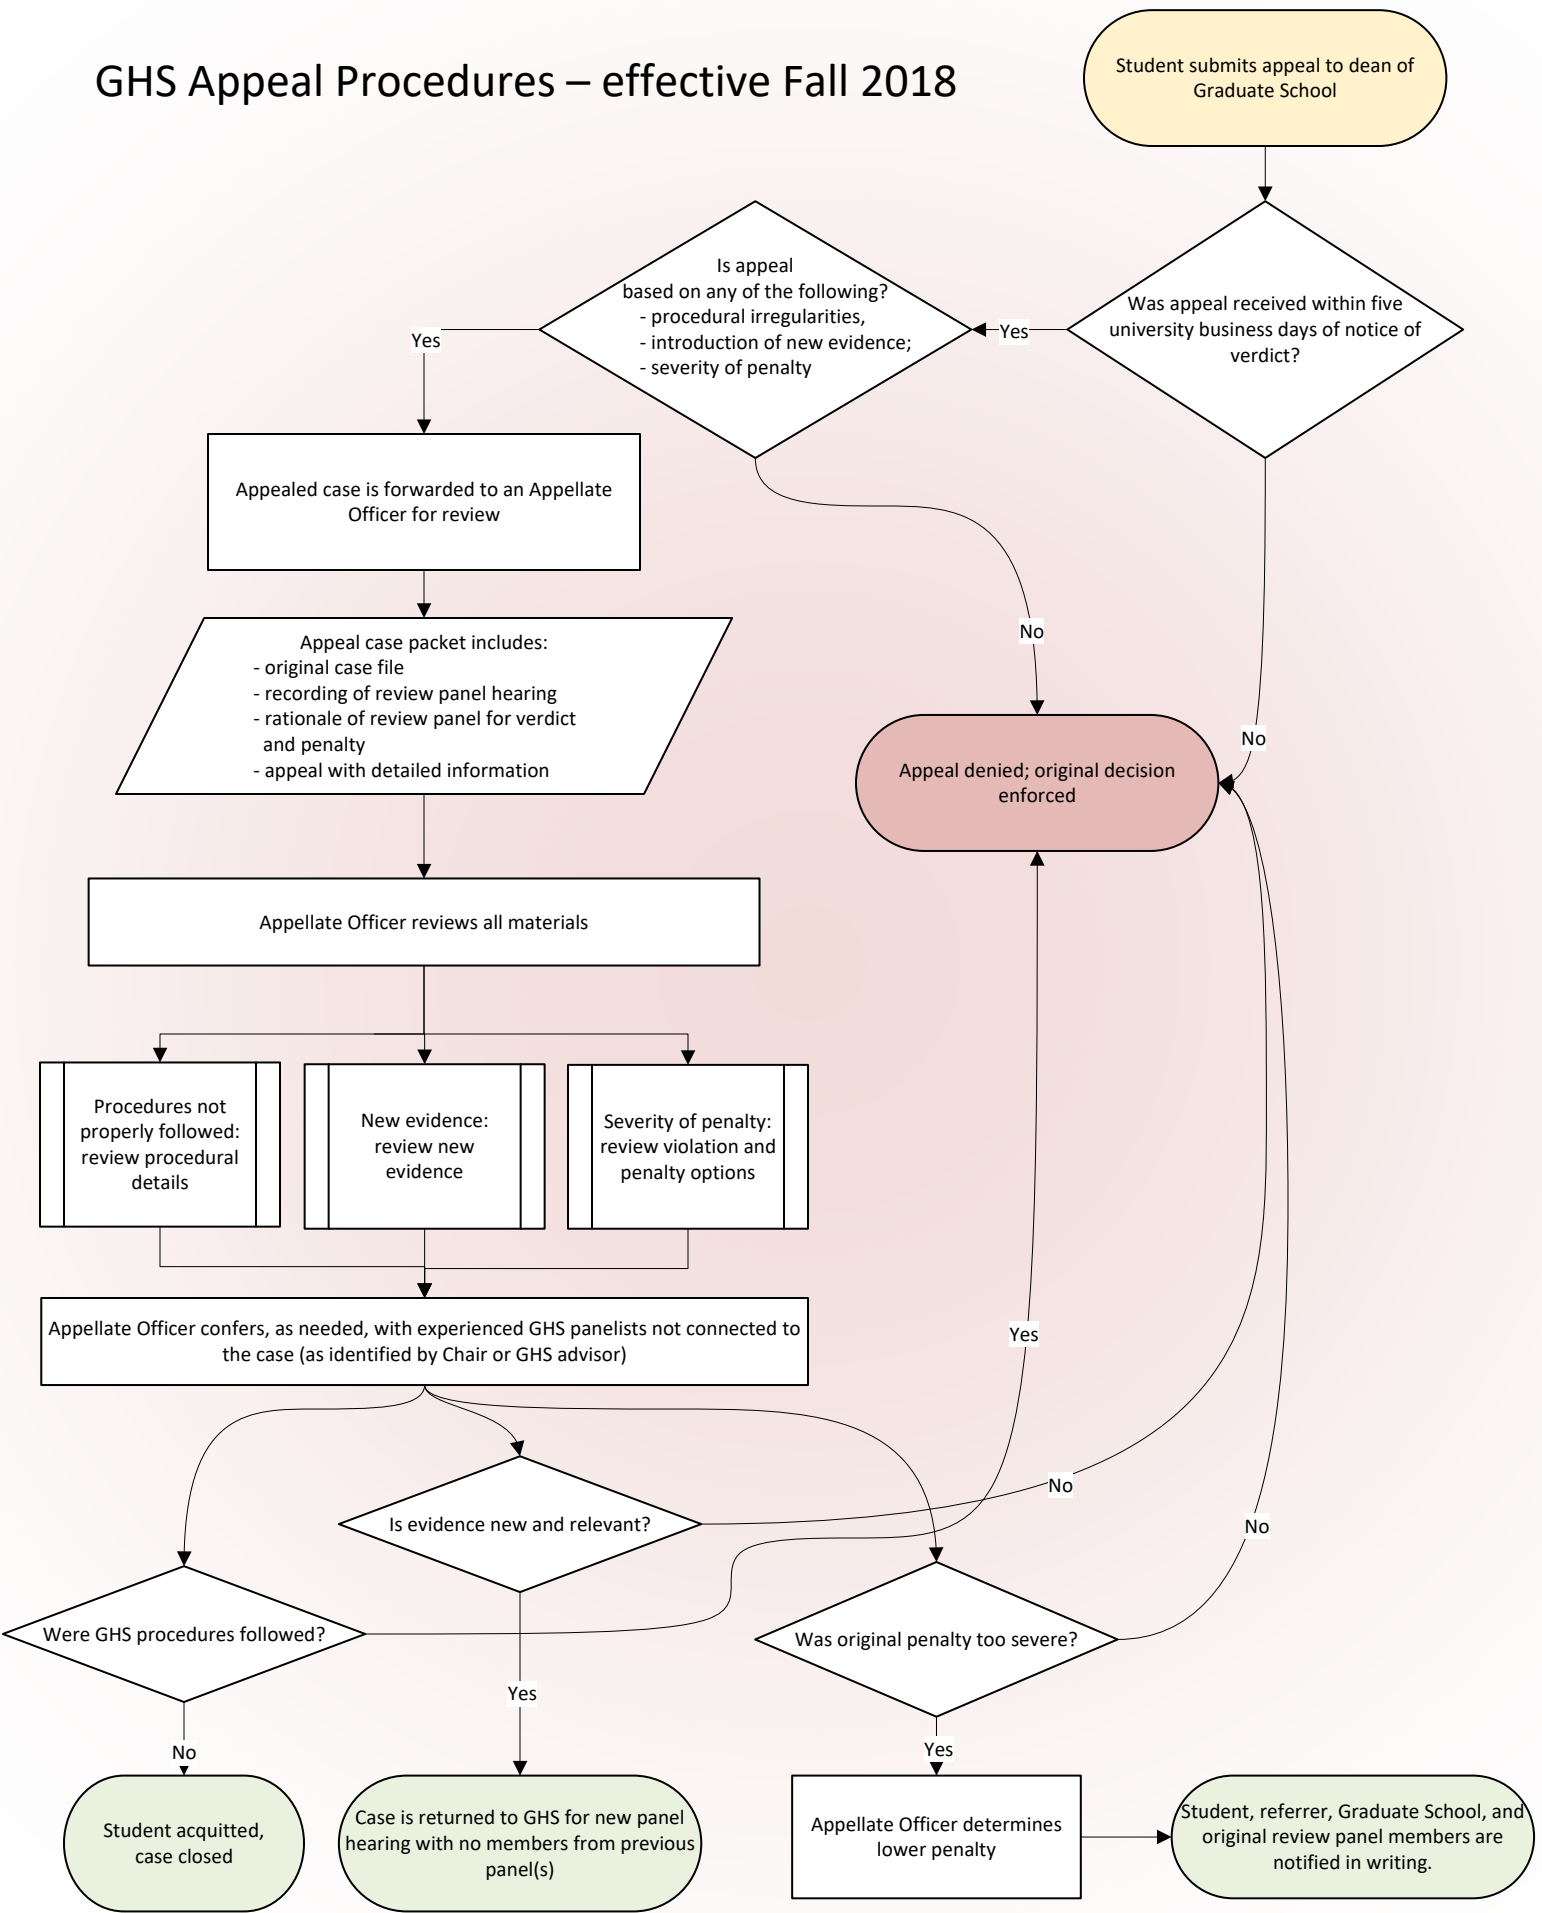 GHS Appeal Procedures – effective Fall 2018
Student submits appeal to dean of
Graduate School
Was appeal received within five
university business days of notice of
verdict?
Yes
No
Is appeal
based on any of the following?
- procedural irregularities,
- introduction of new evidence;
- severity of penalty
Yes
No
Appealed case is forwarded to an Appellate
Officer for review
Appeal case packet includes:
- original case file
- recording of review panel hearing
- rationale of review panel for verdict
and penalty
- appeal with detailed information
Appeal denied; original decision
enforced
Appellate Officer reviews all materials
Procedures not
properly followed:
review procedural
details
New evidence:
review new
evidence
Severity of penalty:
review violation and
penalty options
Appellate Officer confers, as needed, with experienced GHS panelists not connected to
the case (as identified by Chair or GHS advisor)
Yes
No
No
Is evidence new and relevant?
Were GHS procedures followed?
Was original penalty too severe?
No
Yes
Yes
Student acquitted,
case closed
Case is returned to GHS for new panel
hearing with no members from previous
panel(s)
Appellate Officer determines
lower penalty
Student, referrer, Graduate School, and
original review panel members are
notified in writing.